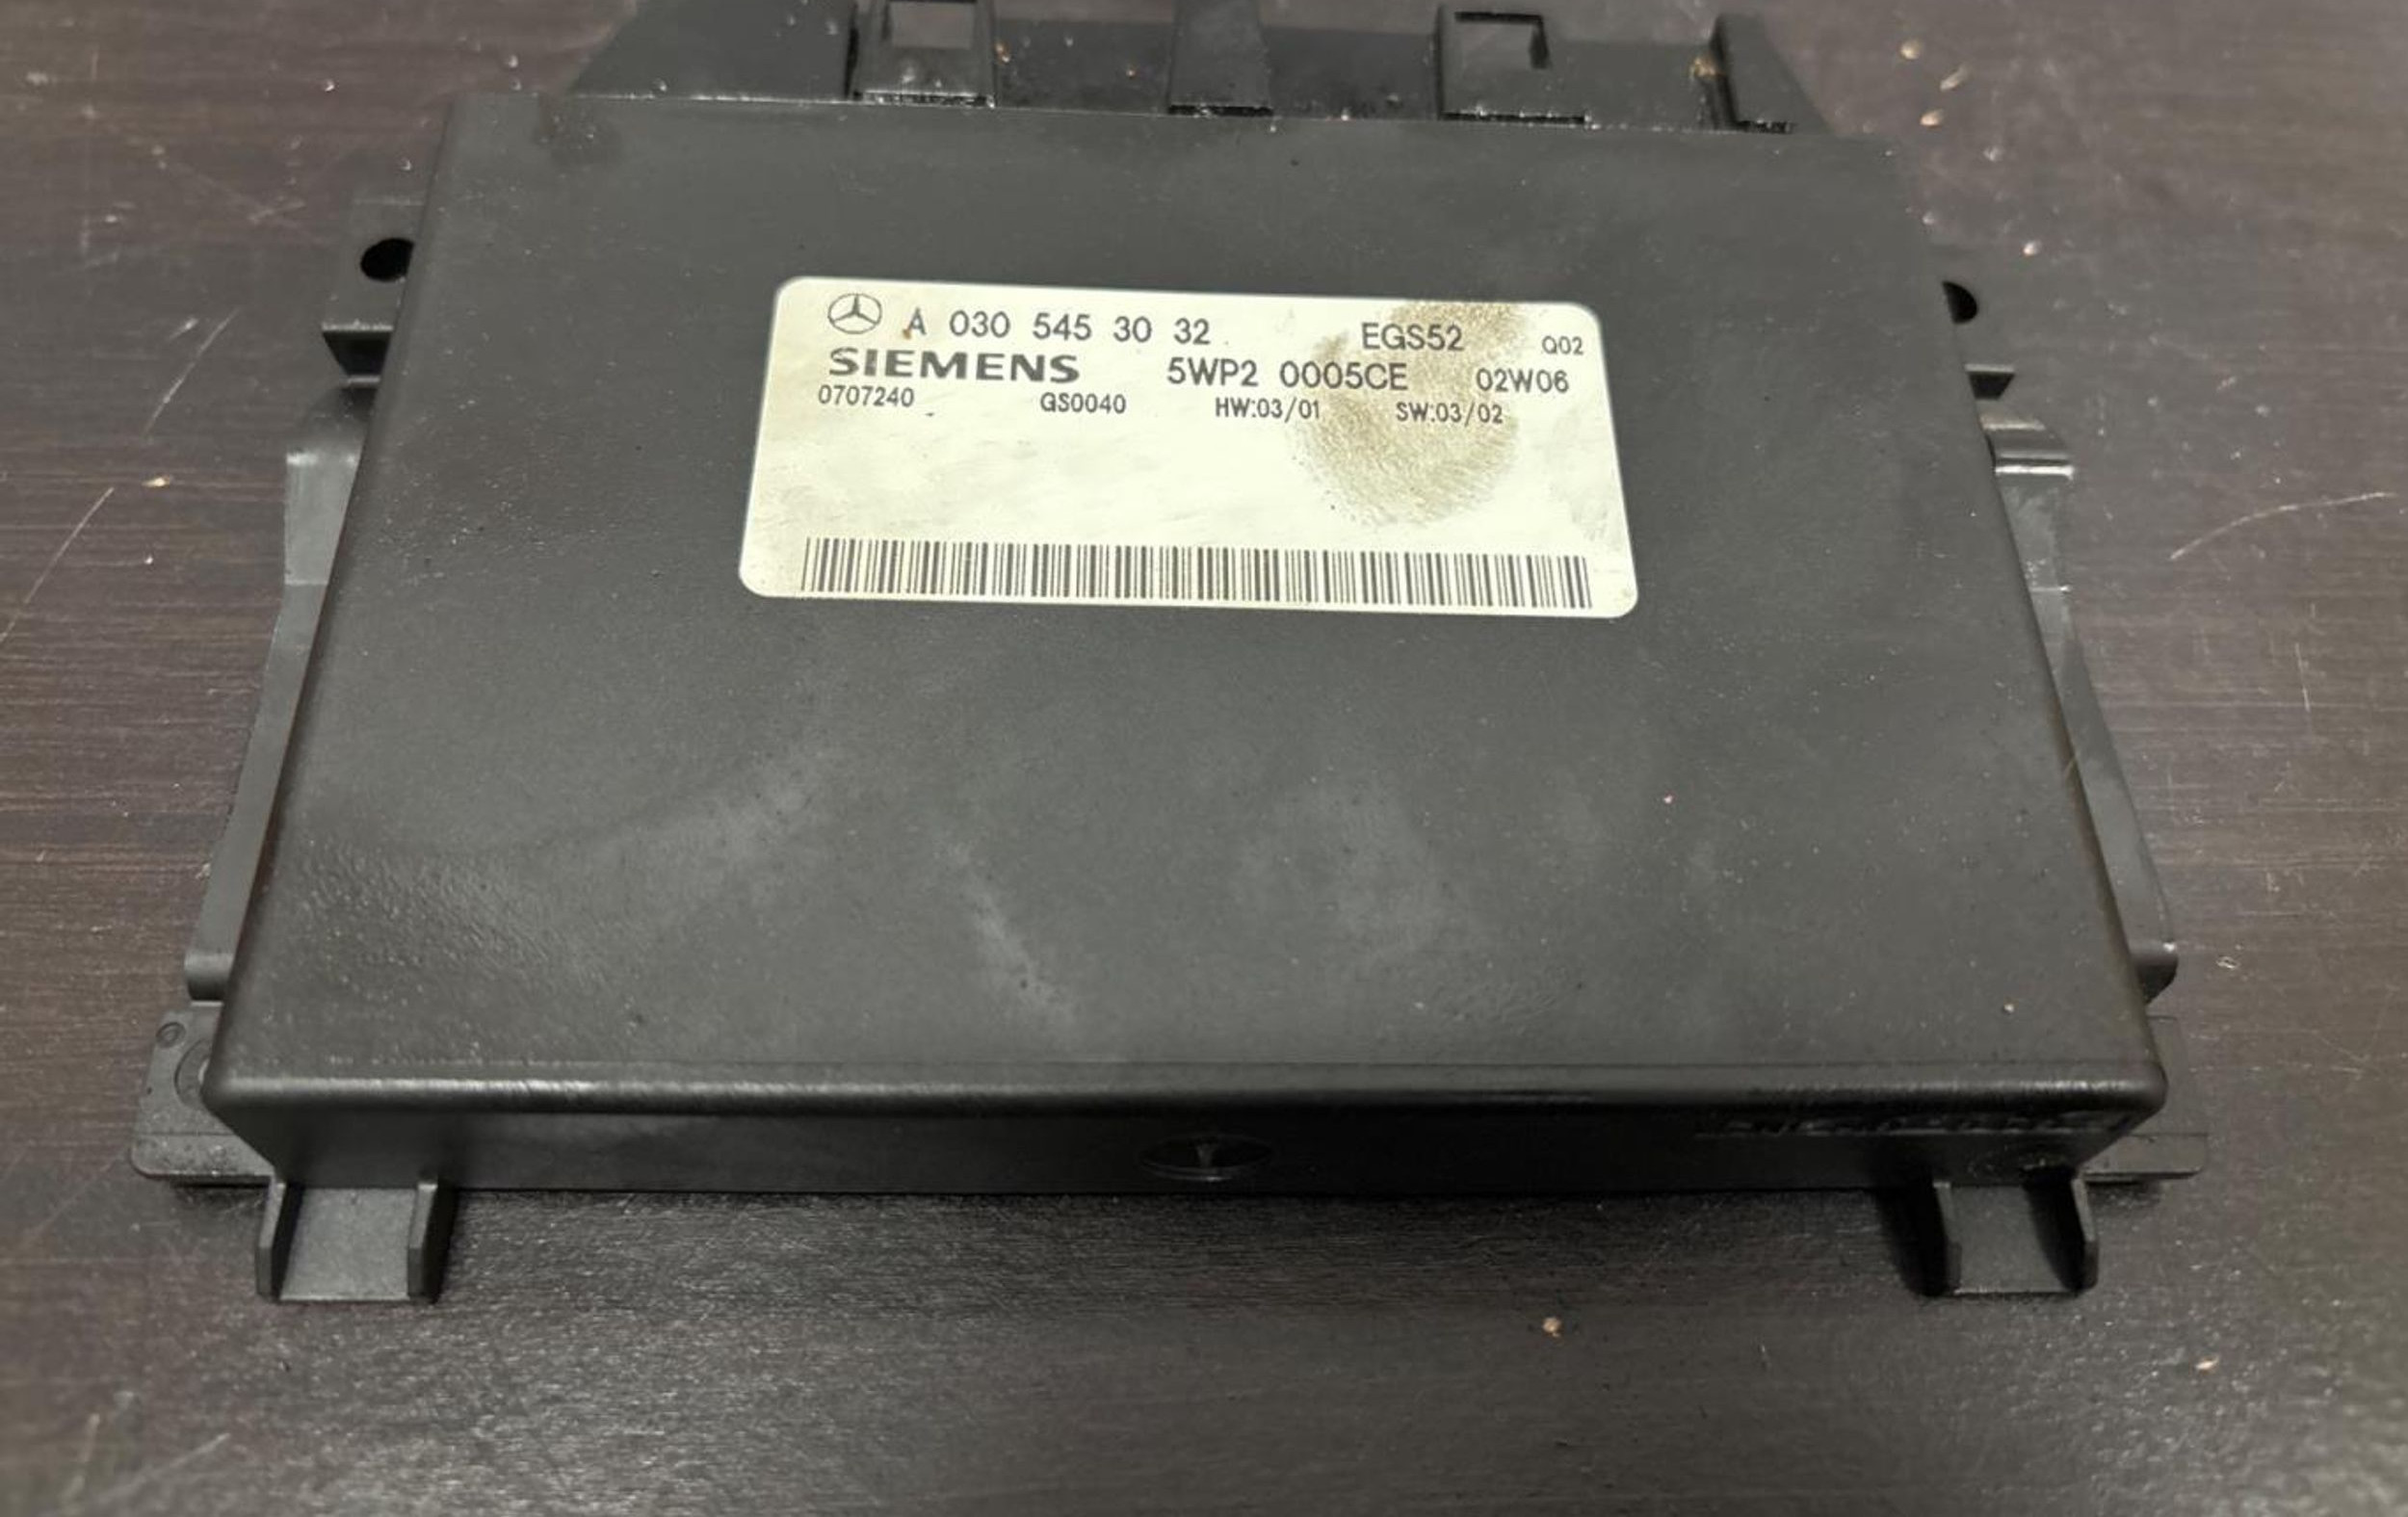 A 030 545 30 32 EGS52 Q02
SIEMENS 5WP2 0005CE 02W06
0707240 GS0040 HW:03/01 SW:03/02